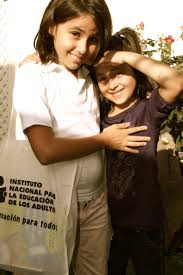 INSTITUTO
NACIONAL PARA
LA EDUCACIÓN
DE LOS ADULTOS
ación para todos